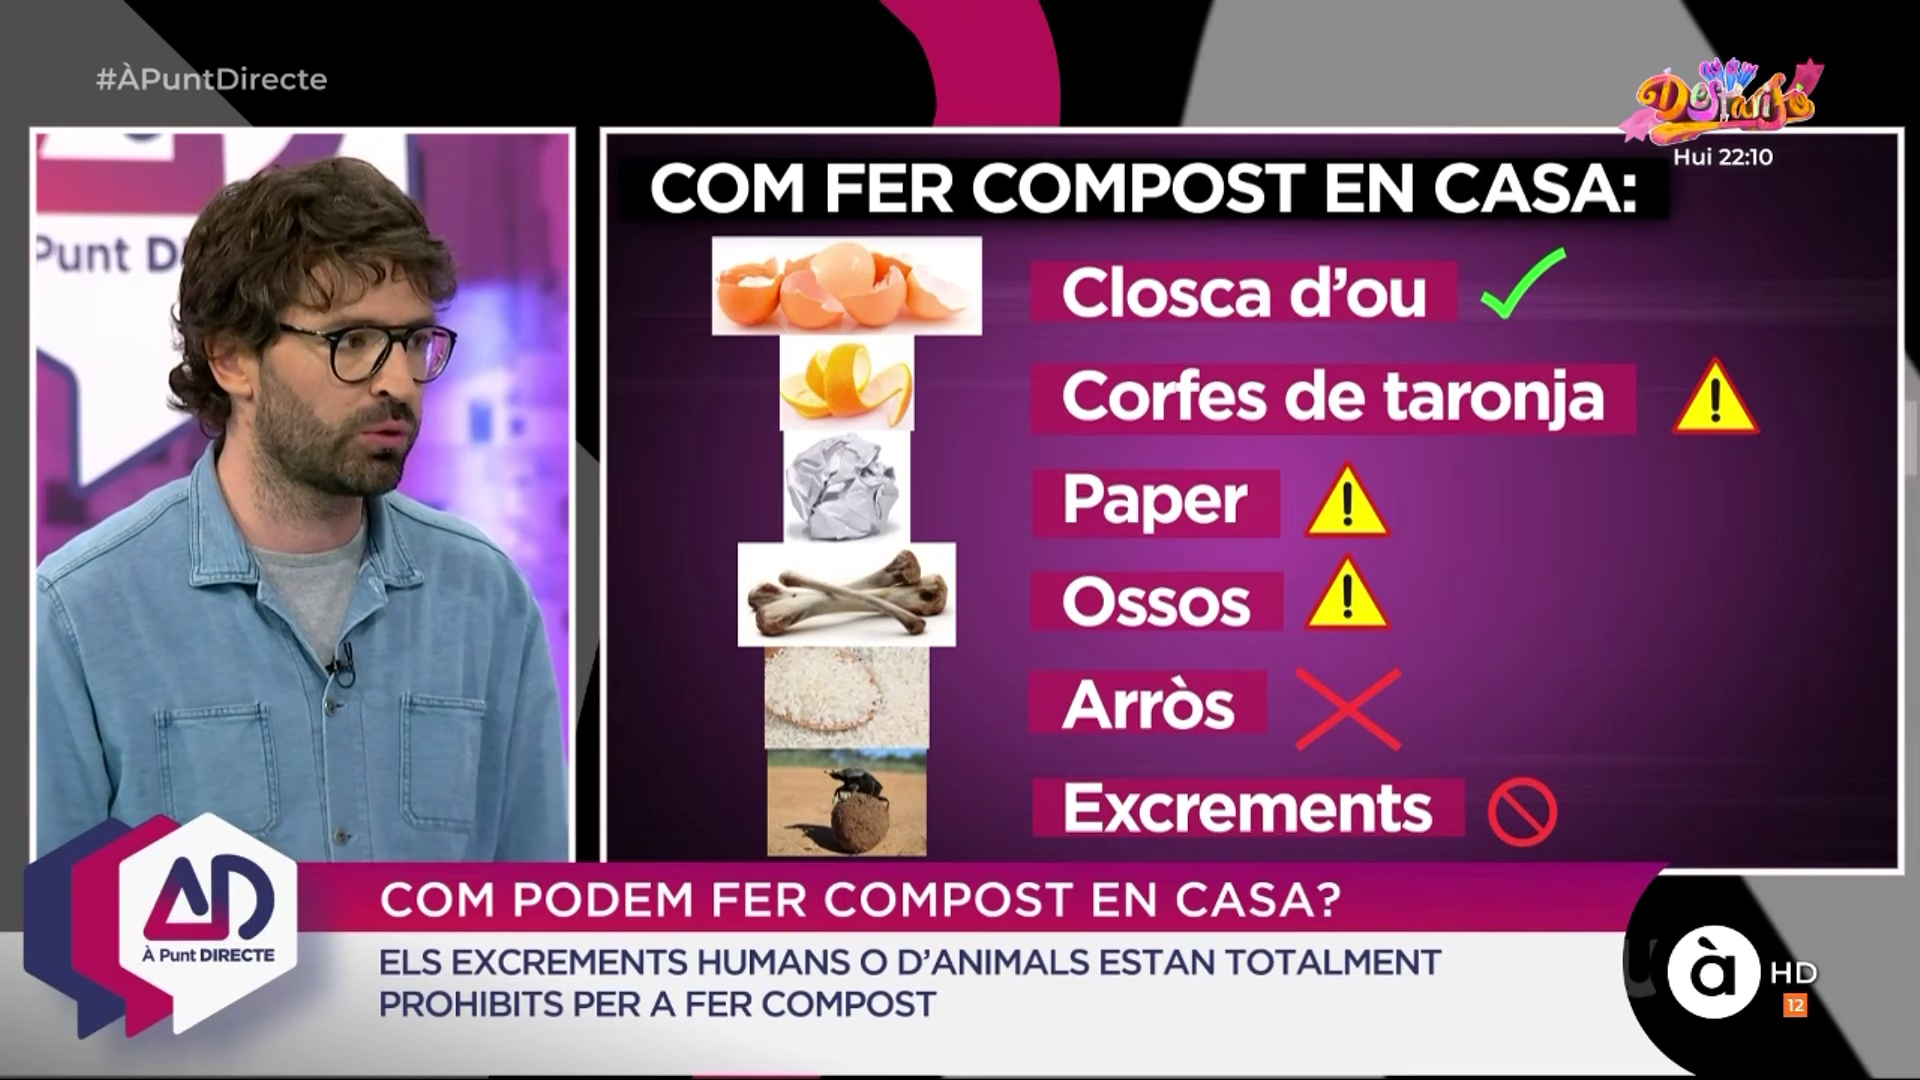 #ÀPuntDirecte
Desparifó
Hui 22:10
Punt D
COM FER COMPOST EN CASA:
Closca d'ou
Corfes de taronja
Paper
Ossos
Arròs
Excrements
AD
À Punt DIRECTE
COM PODEM FER COMPOST EN CASA?
ELS EXCREMENTS HUMANS O D'ANIMALS ESTAN TOTALMENT
PROHIBITS PER A FER COMPOST
à HD
12